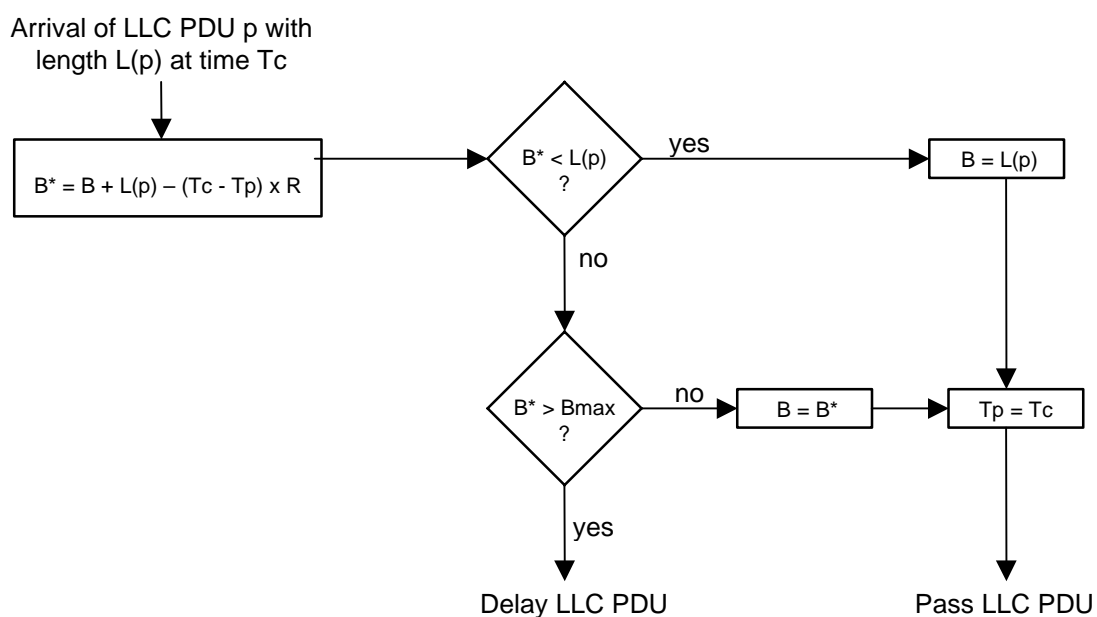 Arrival of LLC PDU p with
length L(p) at time Tc
B* = B + L(p) – (Tc - Tp) x R
B* < L(p)
?
yes
B = L(p)
no
B* > Bmax
?
no
B = B*
Tp = Tc
yes
Delay LLC PDU
Pass LLC PDU